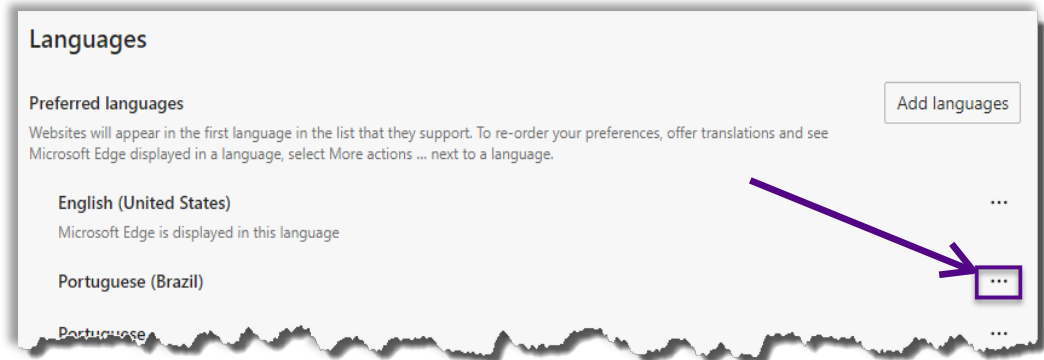 Languages
Preferred languages
Add languages
Websites will appear in the first language in the list that they support. To re-order your preferences, offer translations and see
Microsoft Edge displayed in a language, select More actions ... next to a language.
English (United States)
...
Microsoft Edge is displayed in this language
Portuguese (Brazil)
...
Portuguese
...